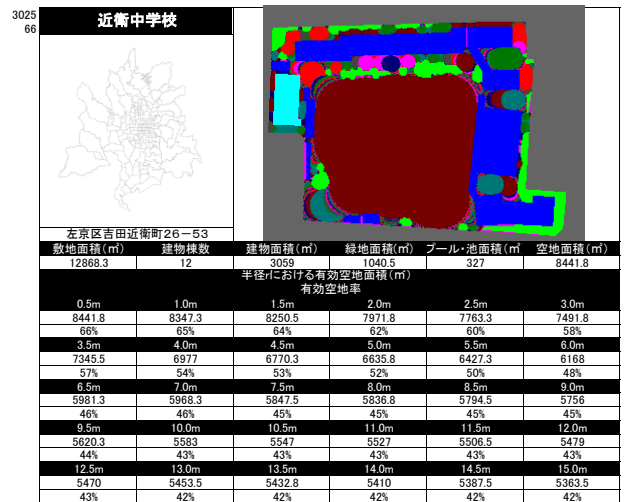 3025
66
近衛中学校
左京区吉田近衛町26-53
敷地面積(㎡) 建物棟数 建物面積(㎡) 緑地面積(㎡) プール・池面積(㎡ 空地面積(㎡)
12868.3 12 3059 1040.5 327 8441.8
半径rにおける有効空地面積(㎡)
有効空地率
0.5m 1.0m 1.5m 2.0m 2.5m 3.0m
8441.8 8347.3 8250.5 7971.8 7763.3 7491.8
66% 65% 64% 62% 60% 58%
3.5m 4.0m 4.5m 5.0m 5.5m 6.0m
7345.5 6977 6770.3 6635.8 6427.3 6168
57% 54% 53% 52% 50% 48%
6.5m 7.0m 7.5m 8.0m 8.5m 9.0m
5981.3 5968.3 5847.5 5836.8 5794.5 5756
46% 46% 45% 45% 45% 45%
9.5m 10.0m 10.5m 11.0m 11.5m 12.0m
5620.3 5583 5547 5527 5506.5 5479
44% 43% 43% 43% 43% 43%
12.5m 13.0m 13.5m 14.0m 14.5m 15.0m
5470 5453.5 5432.8 5410 5387.5 5363.5
43% 42% 42% 42% 42% 42%